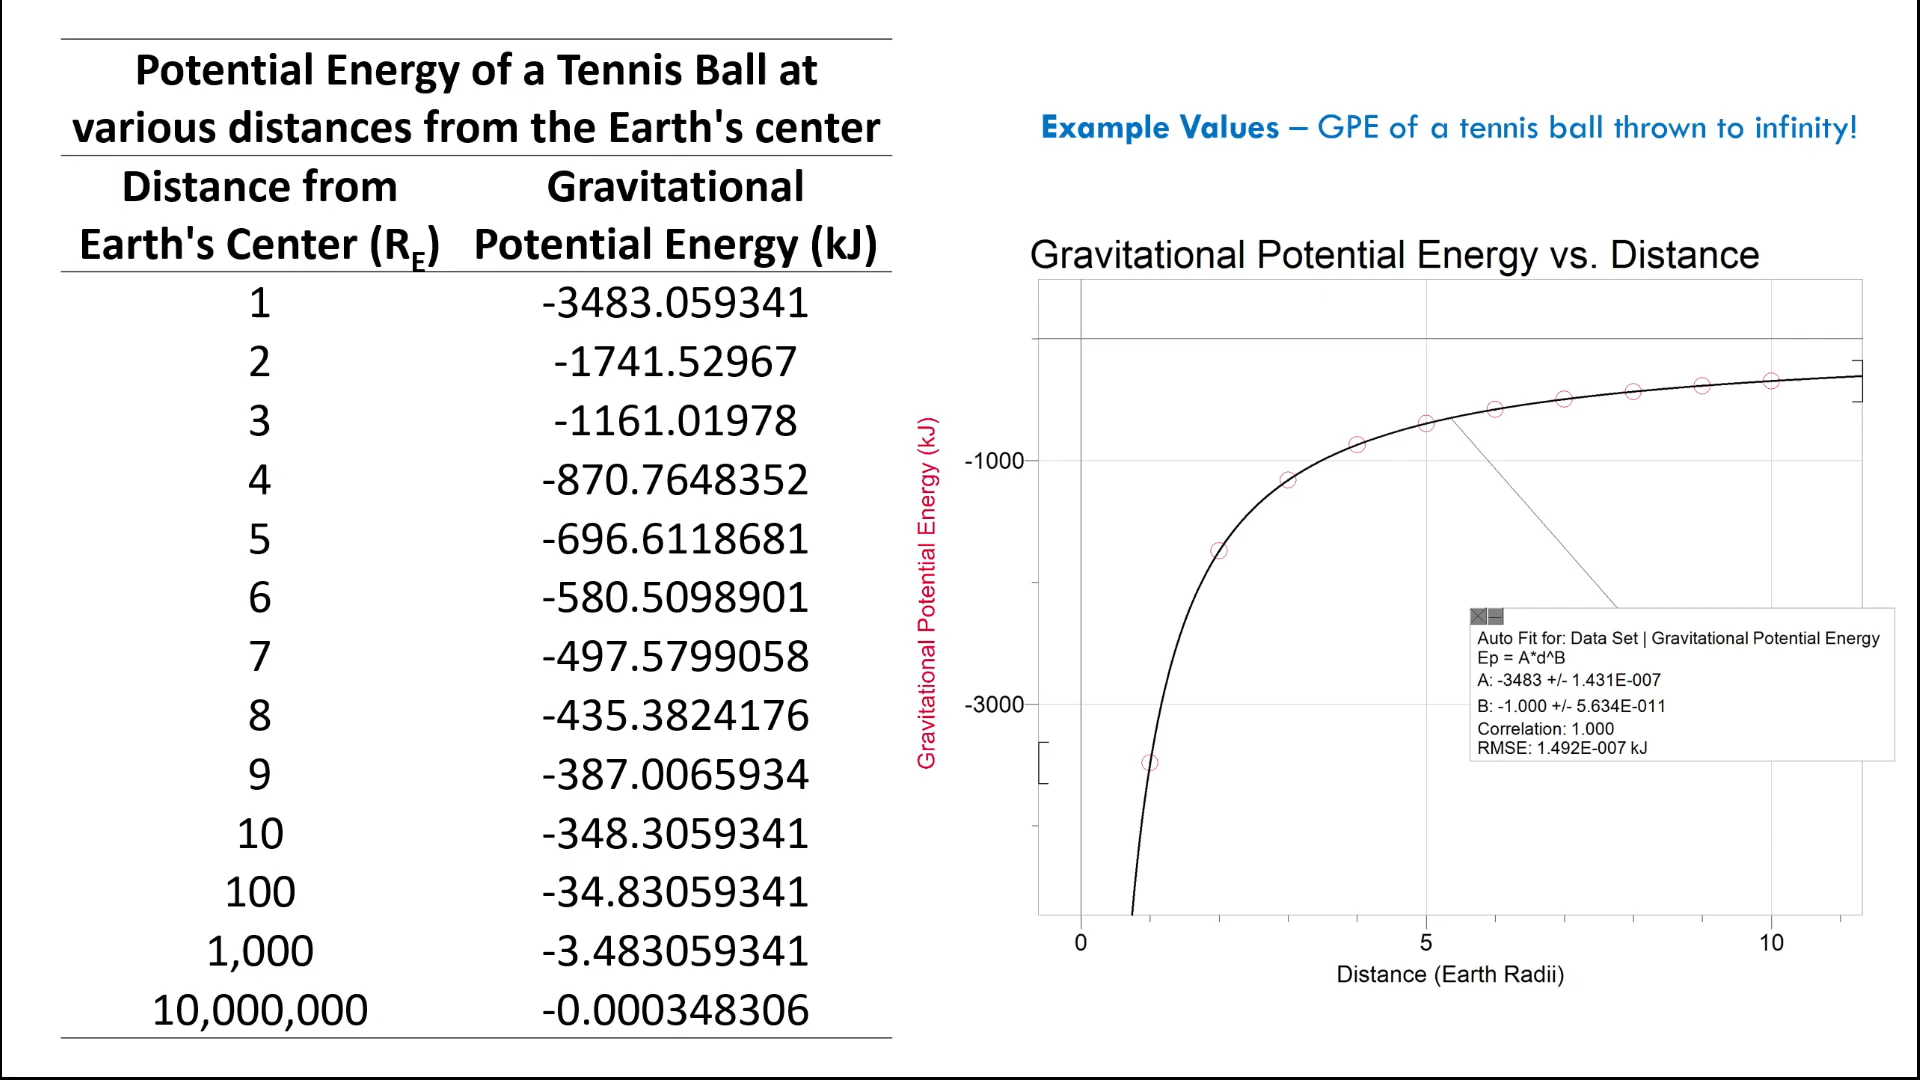 Potential Energy of a Tennis Ball at
various distances from the Earth's center
Distance from Earth's Center (RE)
Gravitational Potential Energy (kJ)
1 -3483.059341
2 -1741.52967
3 -1161.01978
4 -870.7648352
5 -696.6118681
6 -580.5098901
7 -497.5799058
8 -435.3824176
9 -387.0065934
10 -348.3059341
100 -34.83059341
1,000 -3.483059341
10,000,000 -0.000348306
Example Values – GPE of a tennis ball thrown to infinity!
Gravitational Potential Energy vs. Distance
Gravitational Potential Energy (kJ)
-1000
-3000
Auto Fit for: Data Set | Gravitational Potential Energy
Ep = A*d^B
A: -3483 +/- 1.431E-007
B: -1.000 +/- 5.634E-011
Correlation: 1.000
RMSE: 1.492E-007 kJ
0 5 10
Distance (Earth Radii)